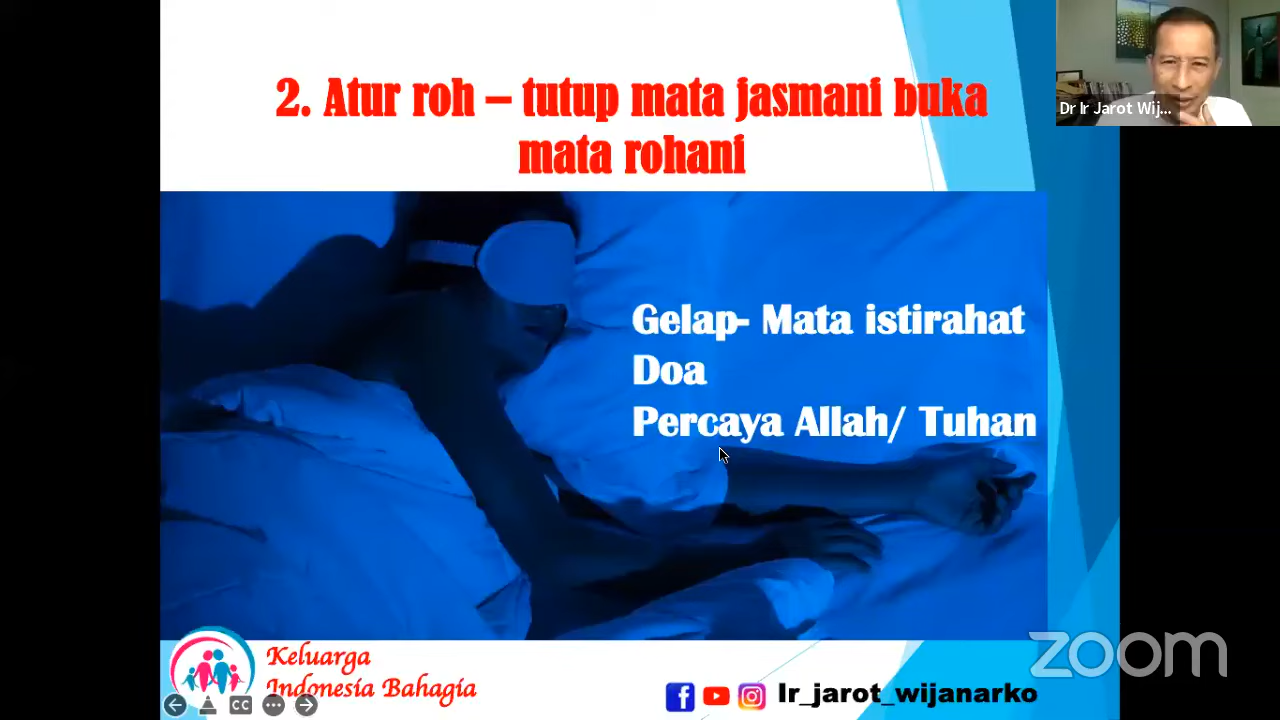 2. Atur roh – tutup mata jasmani buka
mata rohani
Dr Ir Jarot Wij...
Gelap- Mata istirahat
Doa
Percaya Allah/ Tuhan
Keluarga
Indonesia Bahagia
CC
Ir_jarot_wijanarko
zoom